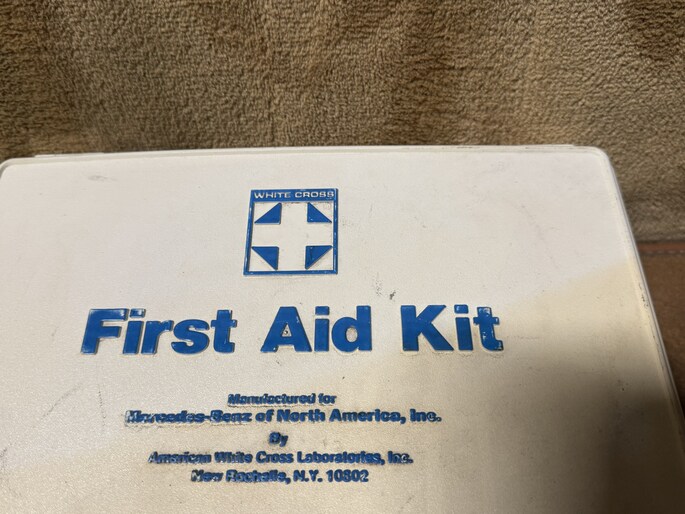 WHITE CROSS
First Aid Kit
Manufactured for
Mercedes-Benz of North America, Inc.
By
American White Cross Laboratories, Inc.
New Rochelle, N.Y. 10802